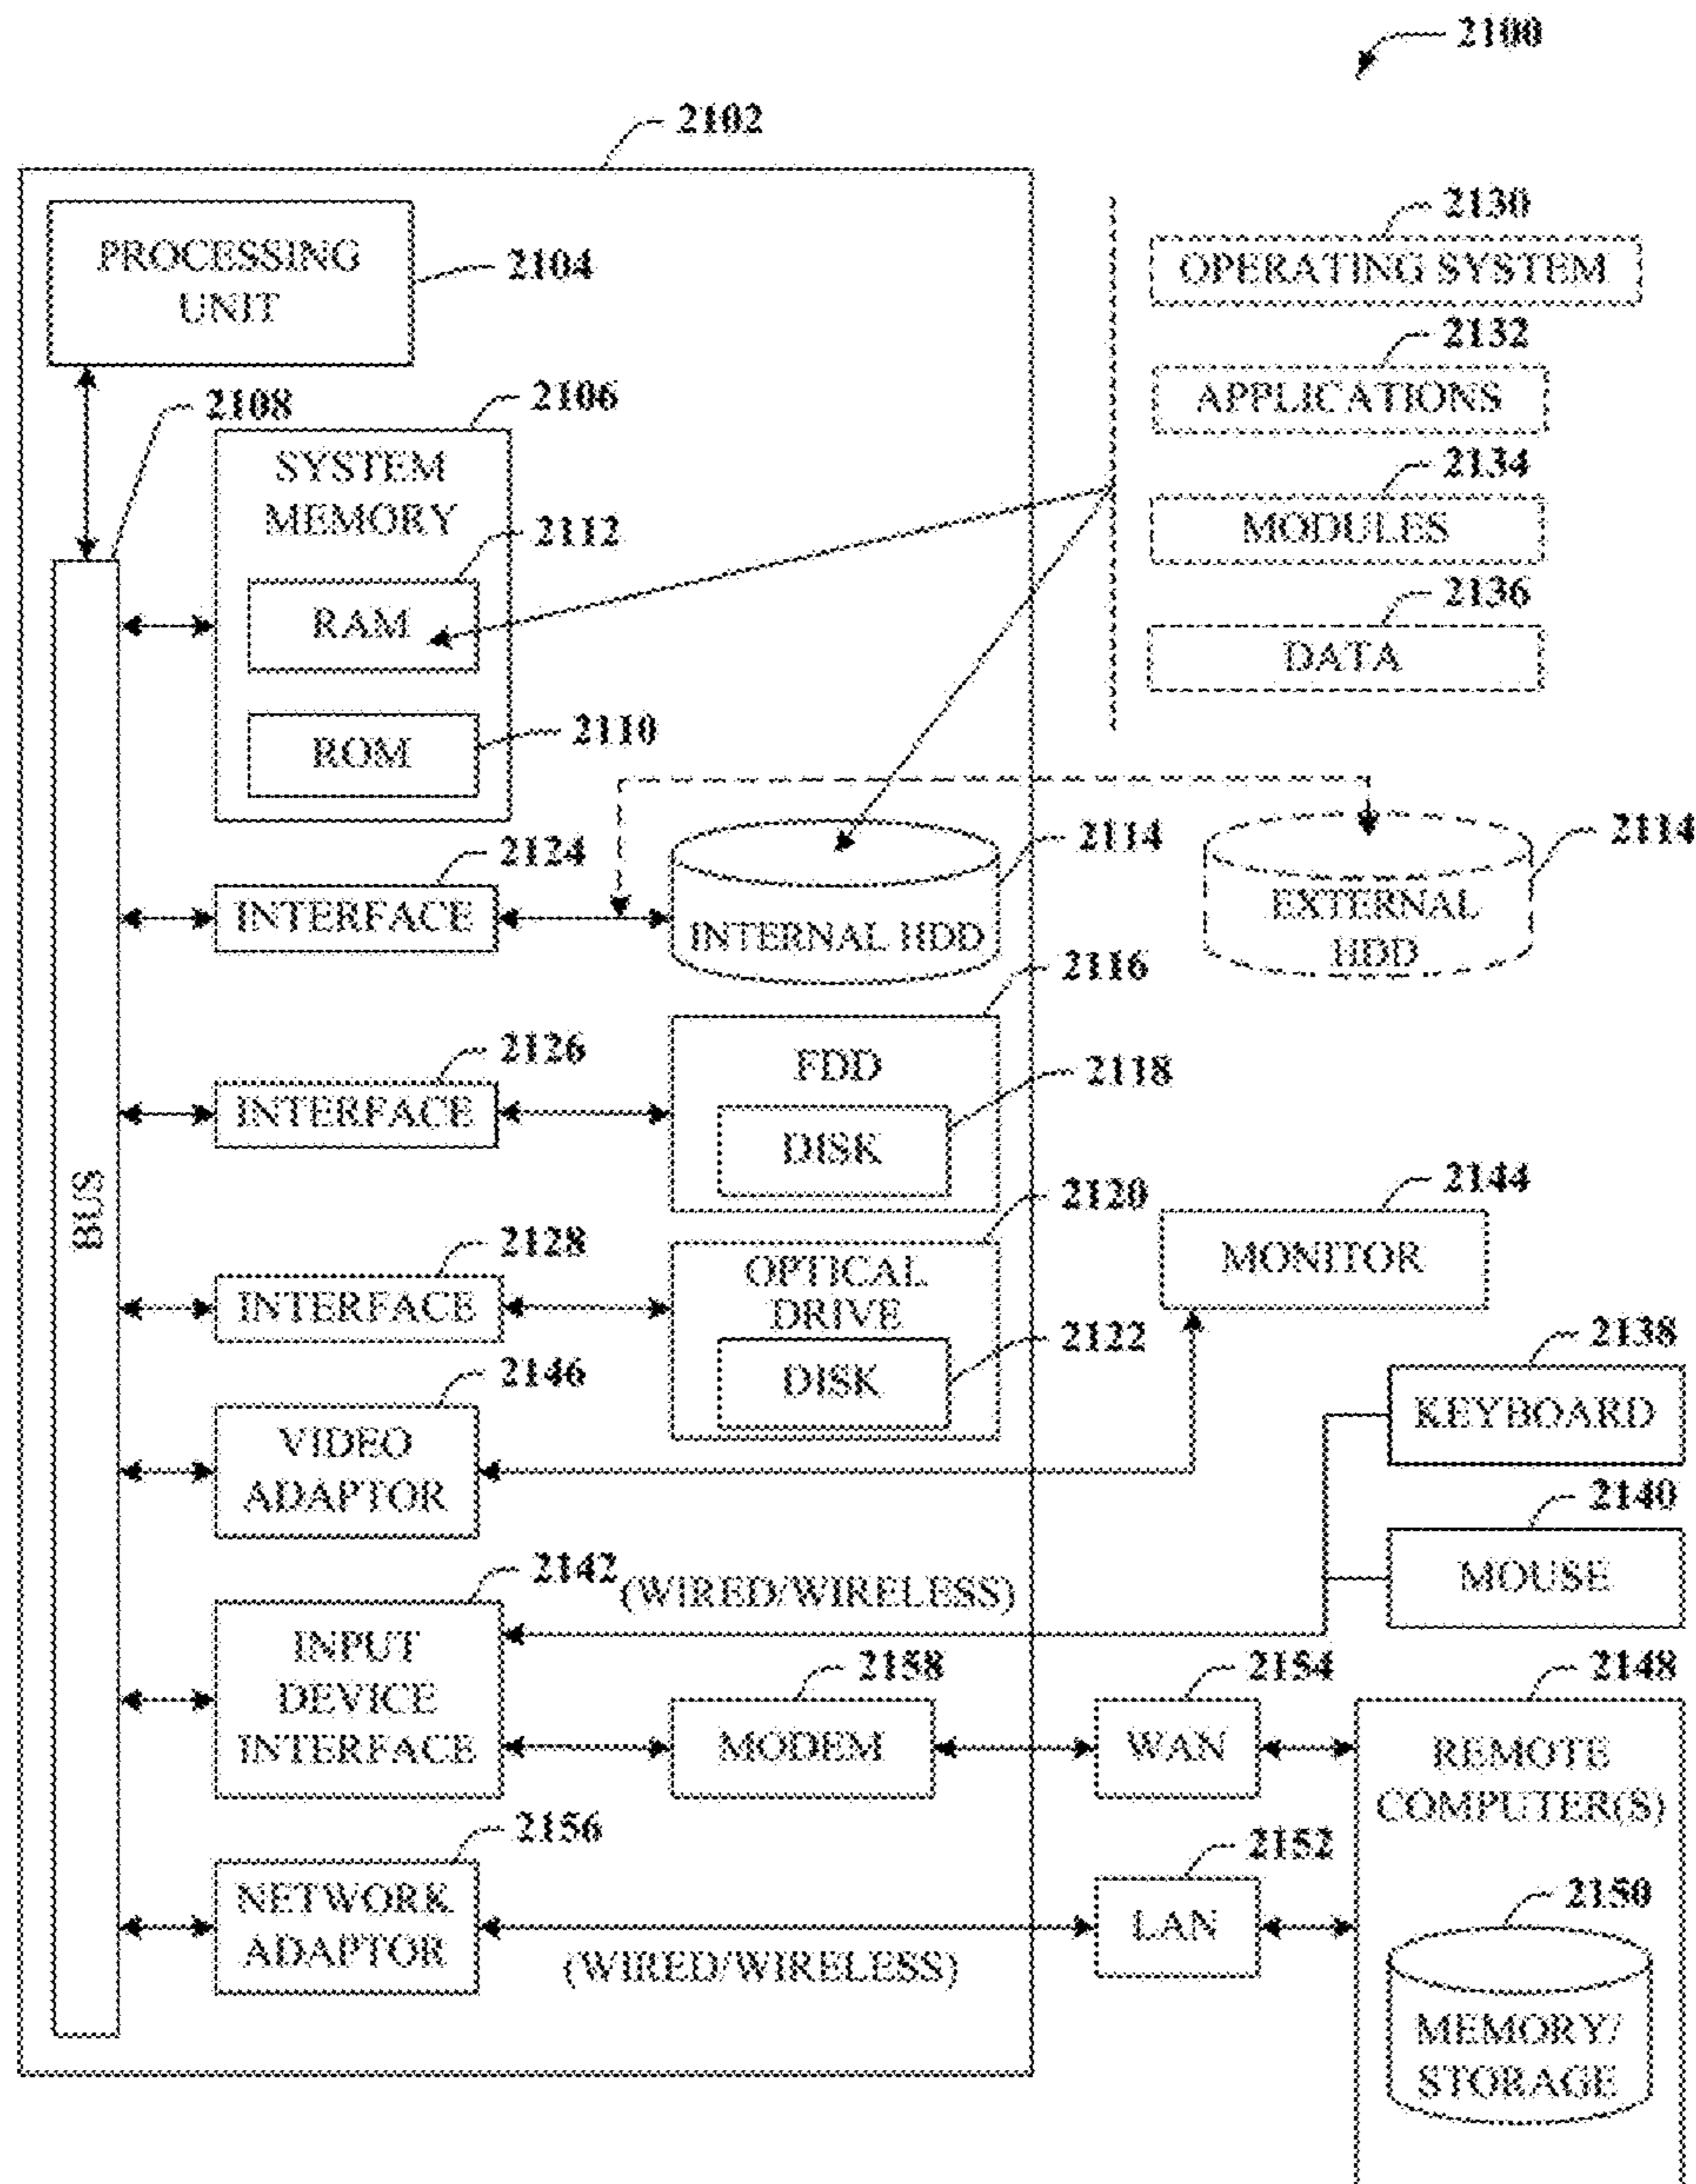 2100
2102
PROCESSING
UNIT
2104
2130
OPERATING SYSTEM
2132
APPLICATIONS
2134
MODULES
2136
DATA
2108
2106
SYSTEM
MEMORY
2112
RAM
2110
ROM
2124
INTERFACE
2114
INTERNAL HDD
2114
EXTERNAL
HDD
2116
FDD
2126
INTERFACE
2118
DISK
BUS
2120
OPTICAL
DRIVE
2128
INTERFACE
2122
DISK
2144
MONITOR
2146
VIDEO
ADAPTOR
2138
KEYBOARD
2140
MOUSE
2142
(WIRED/WIRELESS)
INPUT
DEVICE
INTERFACE
2158
MODEM
2154
WAN
2148
REMOTE
COMPUTER(S)
2156
NETWORK
ADAPTOR
(WIRED/WIRELESS)
2152
LAN
2150
MEMORY/
STORAGE